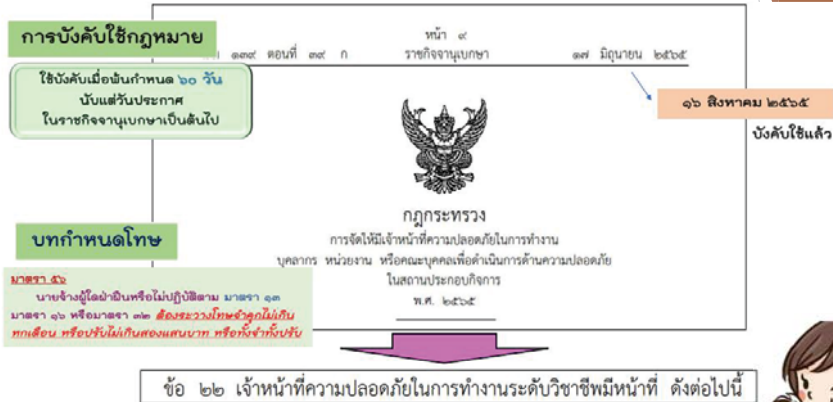 การบังคับใช้กฎหมาย
ใช้บังคับเมื่อพ้นกำหนด ๖๐ วัน
นับแต่วันประกาศ
ในราชกิจจานุเบกษาเป็นต้นไป
หน้า ๙
๑๓๙ ตอนที่ ๓๙ ก ราชกิจจานุเบกษา ๑๗ มิถุนายน ๒๕๖๕
๑๖ สิงหาคม ๒๕๖๕
บังคับใช้แล้ว
กฎกระทรวง
การจัดให้มีเจ้าหน้าที่ความปลอดภัยในการทำงาน
บุคลากร หน่วยงาน หรือคณะบุคคลเพื่อดำเนินการด้านความปลอดภัย
ในสถานประกอบกิจการ
พ.ศ. ๒๕๖๕
บทกำหนดโทษ
มาตรา ๕๖
นายจ้างผู้ใดฝ่าฝืนหรือไม่ปฏิบัติตาม มาตรา ๑๓
มาตรา ๑๖ หรือมาตรา ๓๒ ต้องระวางโทษจำคุกไม่เกิน
หกเดือน หรือปรับไม่เกินสองแสนบาท หรือทั้งจำทั้งปรับ
ข้อ ๒๒ เจ้าหน้าที่ความปลอดภัยในการทำงานระดับวิชาชีพมีหน้าที่ ดังต่อไปนี้